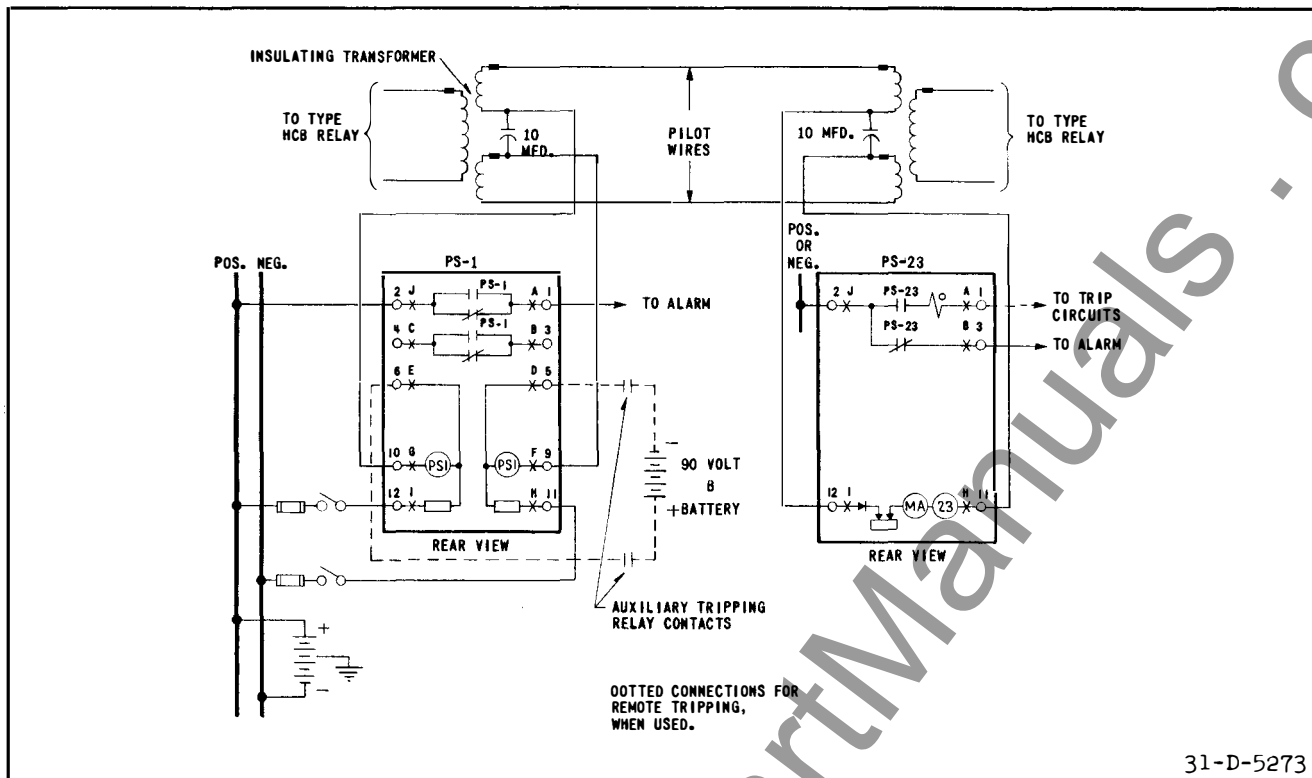 INSULATING TRANSFORMER
TO TYPE
HCB RELAY
10
MFD.
PILOT
WIRES
10 MFD.
TO TYPE
HCB RELAY
POS. NEG.
PS-1
2 J
PS-1
A 1
TO ALARM
4 C
PS-1
B 3
6 E
D 5
10 G
PS1
PS1
F 9
12 I
H 11
REAR VIEW
-
90 VOLT
B
+ BATTERY
AUXILIARY TRIPPING
RELAY CONTACTS
+
-
POS.
OR
NEG.
PS-23
2 J
PS-23
A 1
TO TRIP
CIRCUITS
PS-23
B 3
TO ALARM
12 I
MA
23
H 11
REAR VIEW
DOTTED CONNECTIONS FOR
REMOTE TRIPPING,
WHEN USED.
31-D-5273
rtManuals .